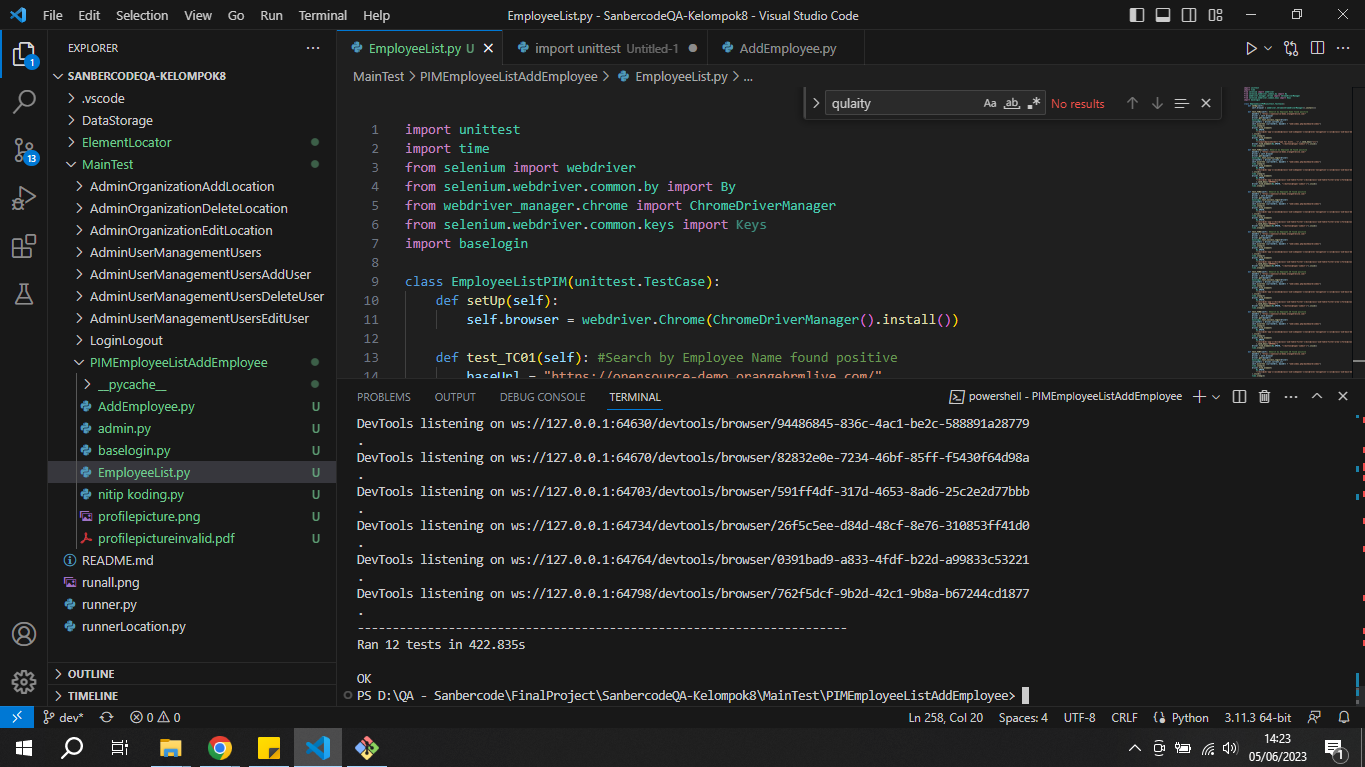 File Edit Selection View Go Run Terminal Help EmployeeList.py - SanbercodeQA-Kelompok8 - Visual Studio Code
EXPLORER
SANBERCODEQA-KELOMPOK8
.vscode
DataStorage
ElementLocator
MainTest
AdminOrganizationAddLocation
AdminOrganizationDeleteLocation
AdminOrganizationEditLocation
AdminUserManagementUsers
AdminUserManagementUsersAddUser
AdminUserManagementUsersDeleteUser
AdminUserManagementUsersEditUser
LoginLogout
PIMEmployeeListAddEmployee
__pycache__
AddEmployee.py U
admin.py U
baselogin.py U
EmployeeList.py U
nitip koding.py U
profilepicture.png U
profilepictureinvalid.pdf U
README.md
runall.png
runner.py
runnerLocation.py
OUTLINE
TIMELINE
1
13
EmployeeList.py U import unittest Untitled-1 AddEmployee.py
MainTest > PIMEmployeeListAddEmployee > EmployeeList.py > ...
qulaity Aa ab .* No results
1 import unittest
2 import time
3 from selenium import webdriver
4 from selenium.webdriver.common.by import By
5 from webdriver_manager.chrome import ChromeDriverManager
6 from selenium.webdriver.common.keys import Keys
7 import baselogin
8
9 class EmployeeListPIM(unittest.TestCase):
10 def setUp(self):
11 self.browser = webdriver.Chrome(ChromeDriverManager().install())
12
13 def test_TC01(self): #Search by Employee Name found positive
14 baseUrl = "https://opensource-demo.orangehrmlive.com/"
PROBLEMS OUTPUT DEBUG CONSOLE TERMINAL powershell - PIMEmployeeListAddEmployee
DevTools listening on ws://127.0.0.1:64630/devtools/browser/94486845-836c-4ac1-be2c-588891a28779
.
DevTools listening on ws://127.0.0.1:64670/devtools/browser/82832e0e-7234-46bf-85ff-f5430f64d98a
.
DevTools listening on ws://127.0.0.1:64703/devtools/browser/591ff4df-317d-4653-8ad6-25c2e2d77bbb
.
DevTools listening on ws://127.0.0.1:64734/devtools/browser/26f5c5ee-d84d-48cf-8e76-310853ff41d0
.
DevTools listening on ws://127.0.0.1:64764/devtools/browser/0391bad9-a833-4fdf-b22d-a99833c53221
.
DevTools listening on ws://127.0.0.1:64798/devtools/browser/762f5dcf-9b2d-42c1-9b8a-b67244cd1877
.
----------------------------------------------------------------------
Ran 12 tests in 422.835s
OK
PS D:\QA - Sanbercode\FinalProject\SanbercodeQA-Kelompok8\MainTest\PIMEmployeeListAddEmployee>
dev* 0 0 Ln 258, Col 20 Spaces: 4 UTF-8 CRLF Python 3.11.3 64-bit
14:23
05/06/2023
1